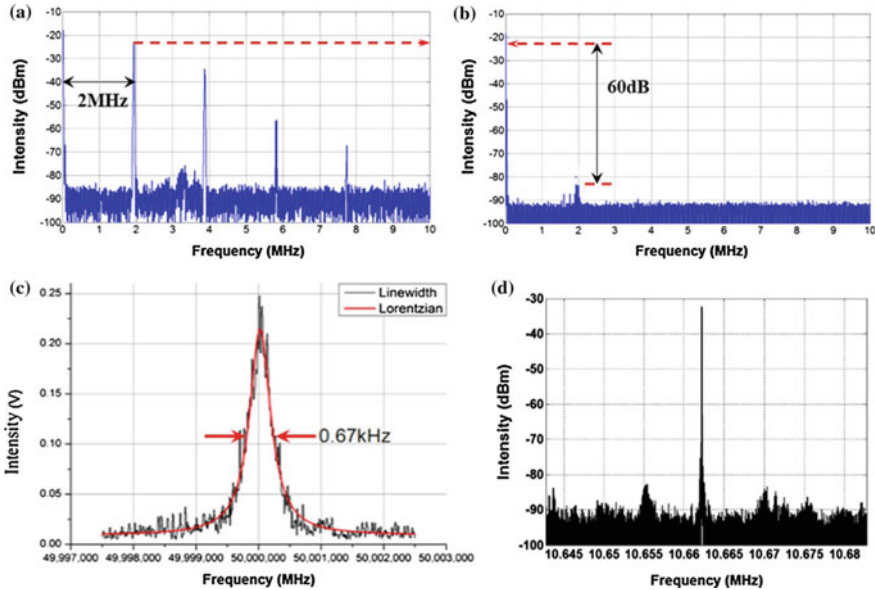 (a)
Intensity (dBm)
-10
-20
-30
-40
-50
-60
-70
-80
-90
-100
2MHz
0 1 2 3 4 5 6 7 8 9 10
Frequency (MHz)
(b)
Intensity (dBm)
-10
-20
-30
-40
-50
-60
-70
-80
-90
-100
60dB
0 1 2 3 4 5 6 7 8 9 10
Frequency (MHz)
(c)
Intensity (V)
0.25
0.20
0.15
0.10
0.05
0.00
Linewidth
Lorentzian
0.67kHz
49.997,000 49.998,000 49.999,000 50.000,000 50.001,000 50.002,000 50.003,000
Frequency (MHz)
(d)
Intensity (dBm)
-30
-40
-50
-60
-70
-80
-90
-100
10.645 10.65 10.655 10.66 10.665 10.67 10.675 10.68
Frequency (MHz)